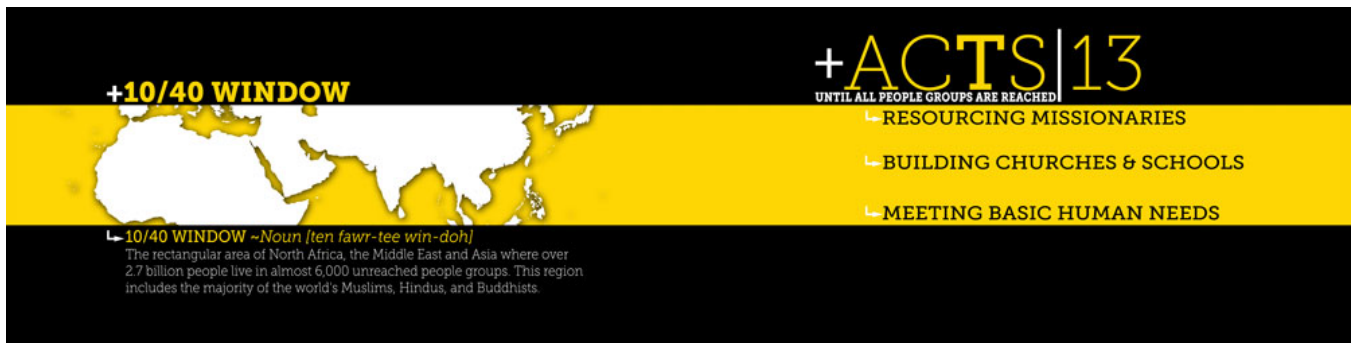 +10/40 WINDOW
10/40 WINDOW ~Noun [ten fawr-tee win-doh]
The rectangular area of North Africa, the Middle East and Asia where over
2.7 billion people live in almost 6,000 unreached people groups. This region
includes the majority of the world's Muslims, Hindus, and Buddhists.
+ACTS|13
UNTIL ALL PEOPLE GROUPS ARE REACHED
RESOURCING MISSIONARIES
BUILDING CHURCHES & SCHOOLS
MEETING BASIC HUMAN NEEDS